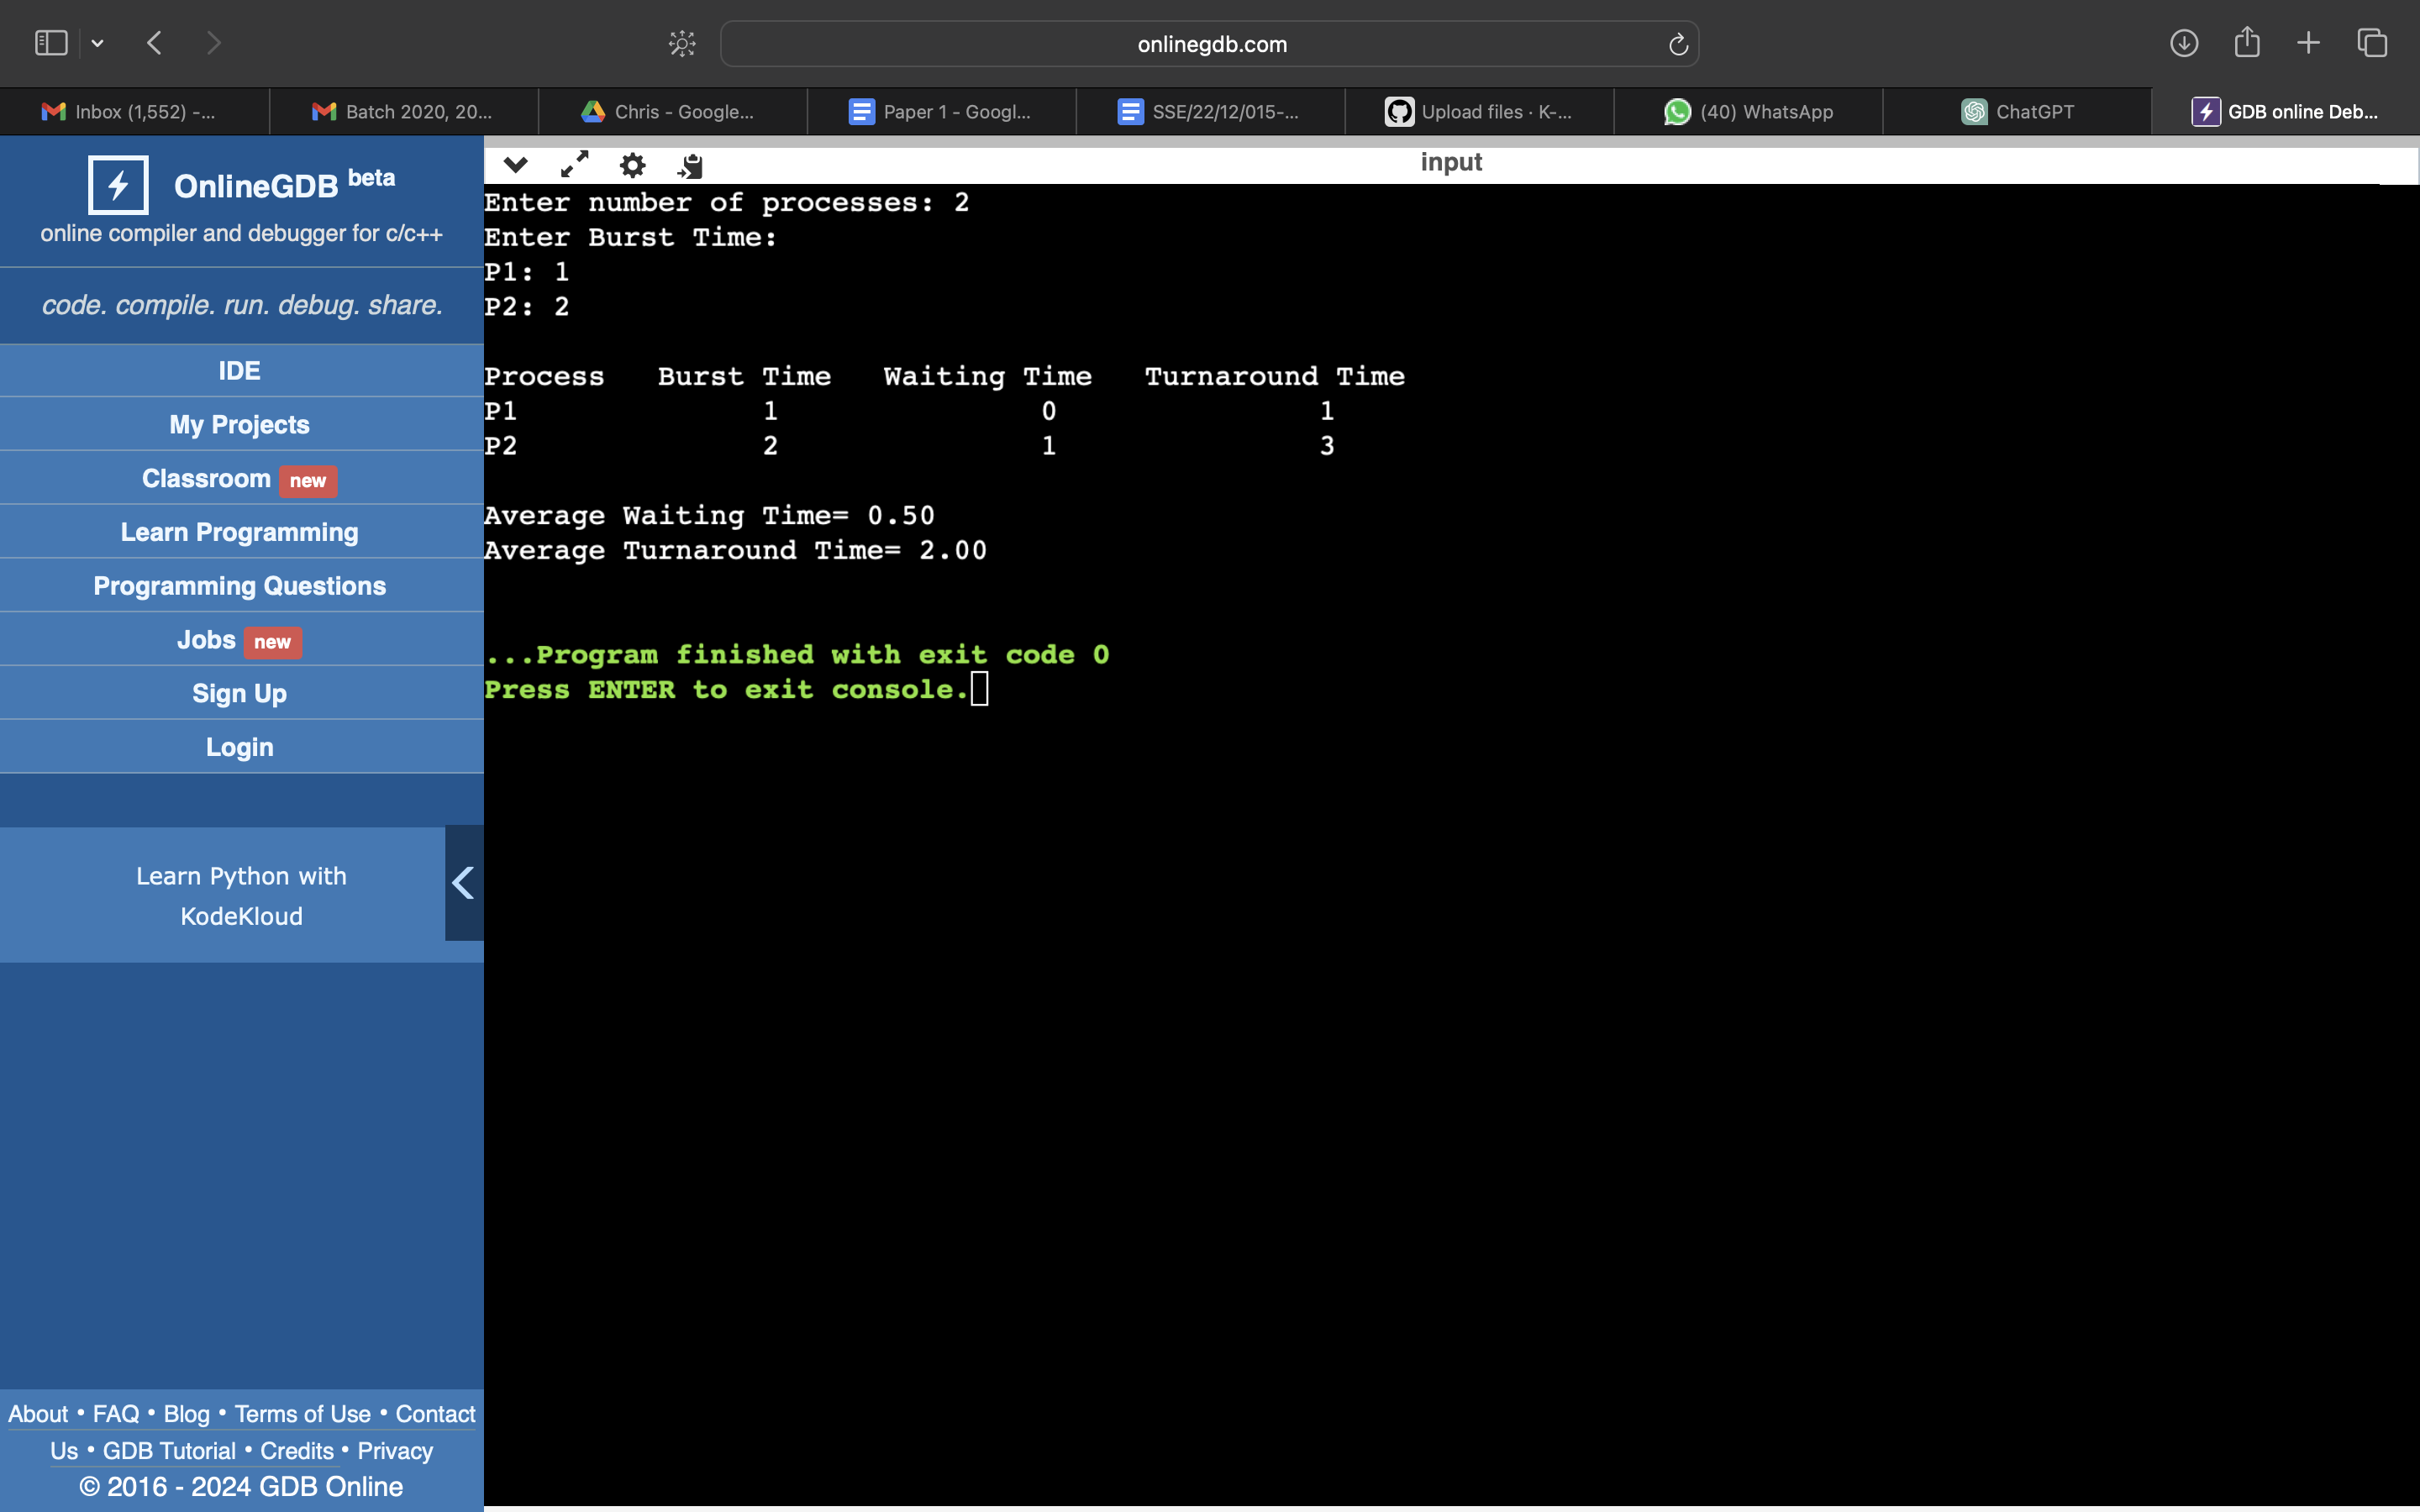 onlinegdb.com
Inbox (1,552) -...
Batch 2020, 20...
Chris - Google...
Paper 1 - Googl...
SSE/22/12/015-...
Upload files · K-...
(40) WhatsApp
ChatGPT
GDB online Deb...
OnlineGDB beta
online compiler and debugger for c/c++
code. compile. run. debug. share.
IDE
My Projects
Classroom new
Learn Programming
Programming Questions
Jobs new
Sign Up
Login
Learn Python with
KodeKloud
About • FAQ • Blog • Terms of Use • Contact
Us • GDB Tutorial • Credits • Privacy
© 2016 - 2024 GDB Online
input
Enter number of processes: 2
Enter Burst Time:
P1: 1
P2: 2
Process Burst Time Waiting Time Turnaround Time
P1 1 0 1
P2 2 1 3
Average Waiting Time= 0.50
Average Turnaround Time= 2.00
...Program finished with exit code 0
Press ENTER to exit console.